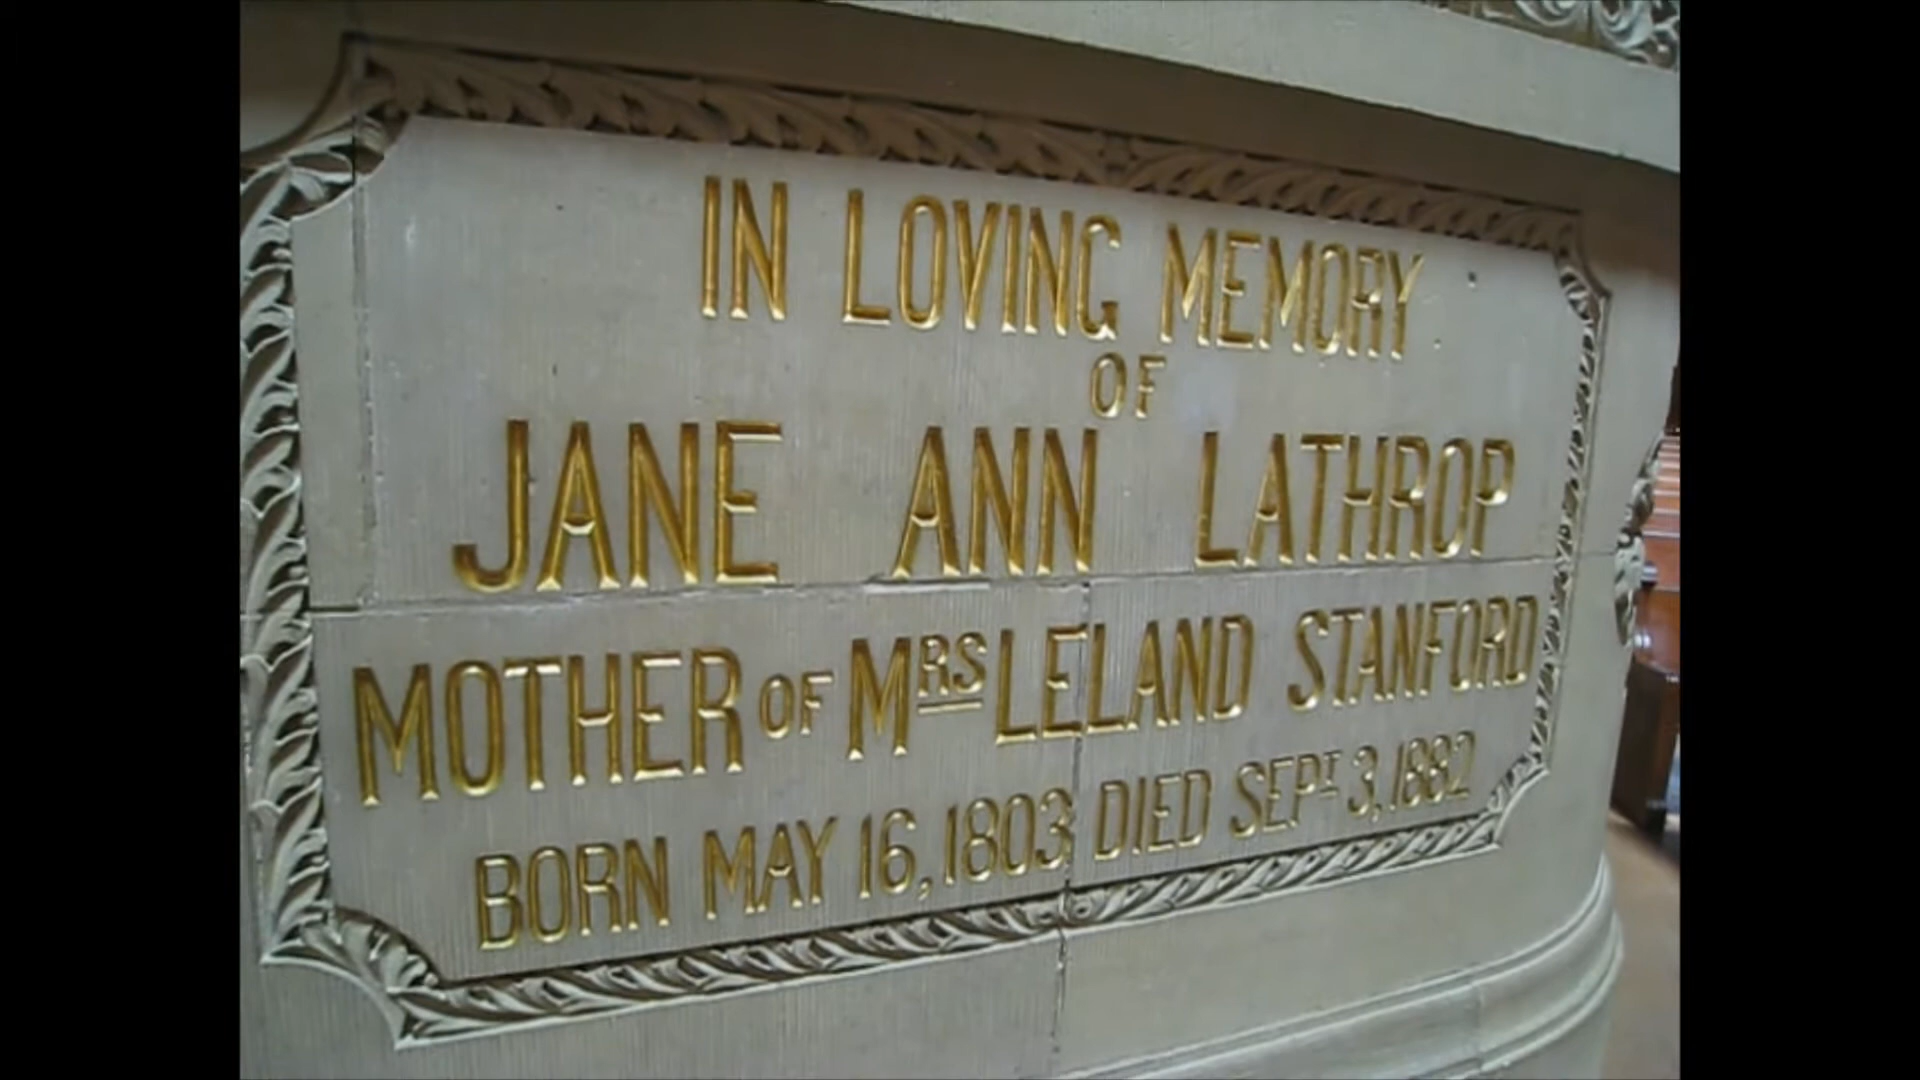 IN LOVING MEMORY
OF
JANE ANN LATHROP
MOTHER OF MRS LELAND STANFORD
BORN MAY 16, 1803 DIED SEPT 3, 1882